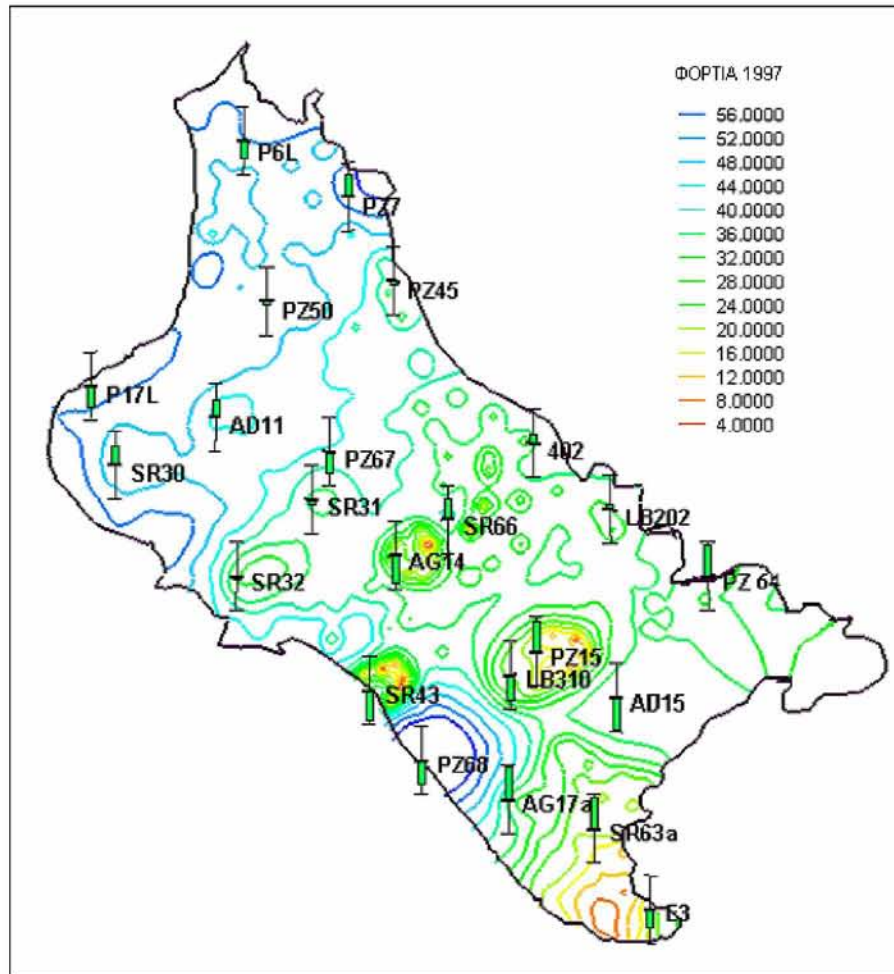 ΦΟΡΤΙΑ 1997
56.0000
52.0000
48.0000
44.0000
40.0000
36.0000
32.0000
28.0000
24.0000
20.0000
16.0000
12.0000
8.0000
4.0000
P6L
PZ7
PZ45
PZ50
P17L
AD11
402
PZ67
SR30
SR31
LB202
SR66
AGT4
SR32
PZ 64
PZ15
LB310
SR43
AD15
PZ68
AG17a
SR63a
E3